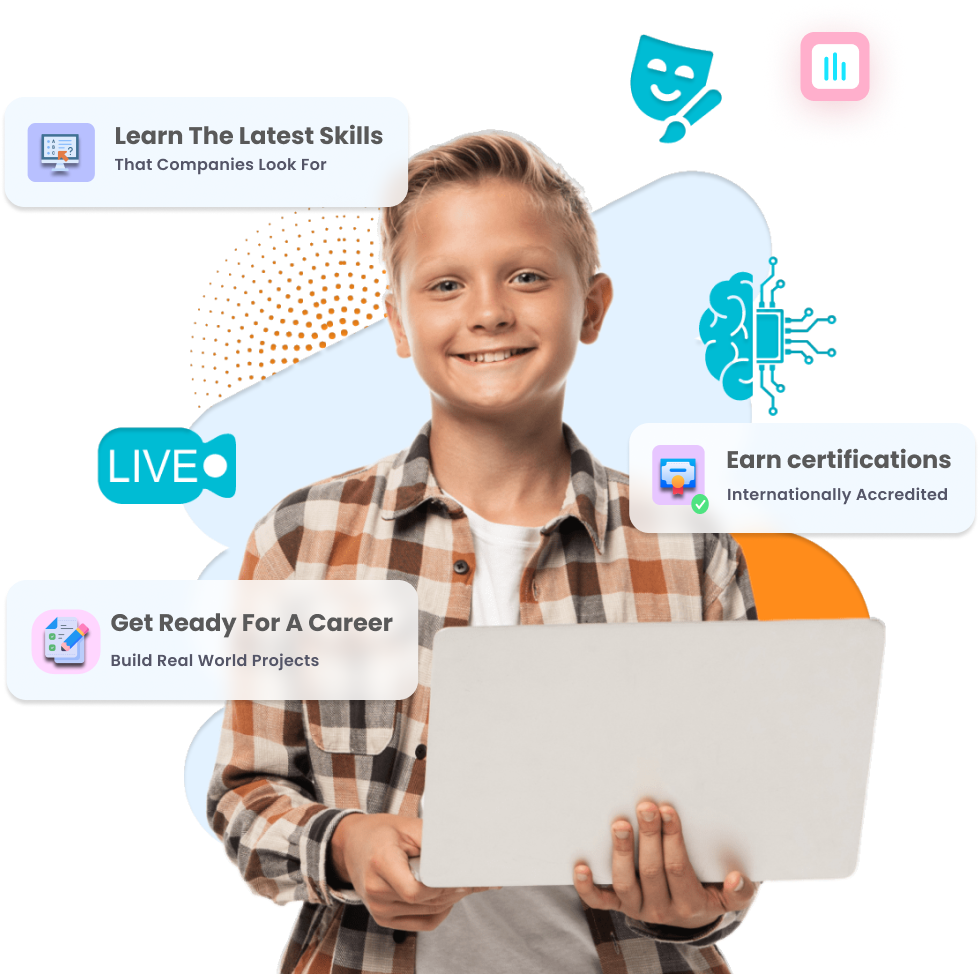 Learn The Latest Skills
That Companies Look For
LIVE
Earn certifications
Internationally Accredited
Get Ready For A Career
Build Real World Projects